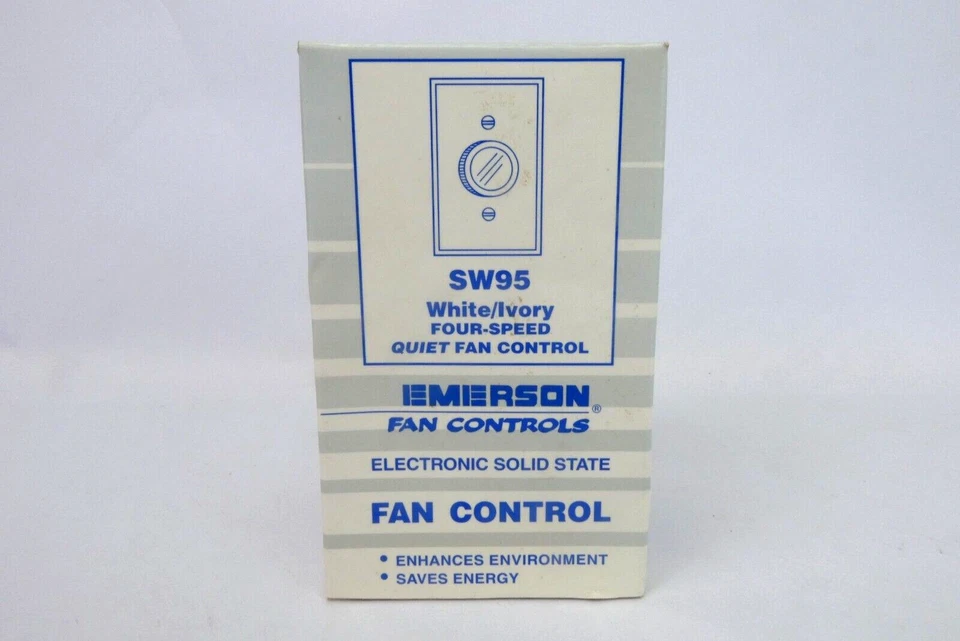 SW95
White/Ivory
FOUR-SPEED
QUIET FAN CONTROL
EMERSON®
FAN CONTROLS
ELECTRONIC SOLID STATE
FAN CONTROL
• ENHANCES ENVIRONMENT
• SAVES ENERGY